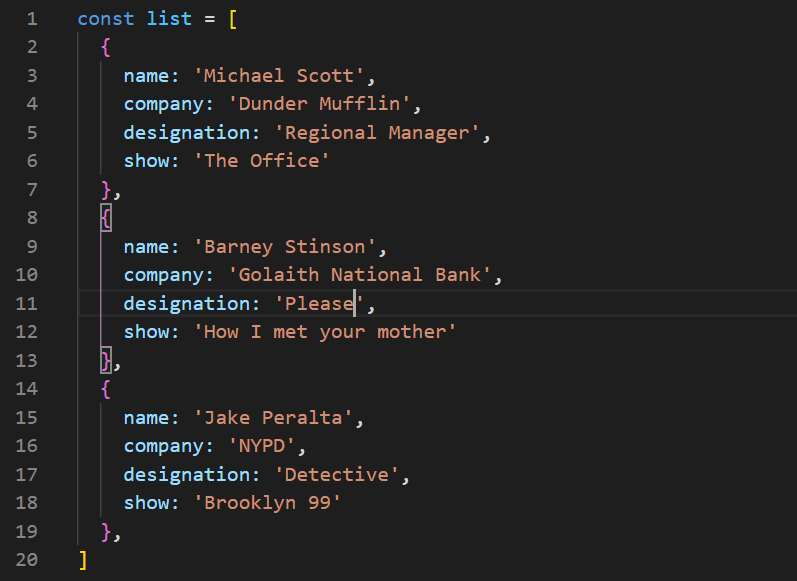 1 const list = [
2 {
3 name: 'Michael Scott',
4 company: 'Dunder Mufflin',
5 designation: 'Regional Manager',
6 show: 'The Office'
7 },
8 {
9 name: 'Barney Stinson',
10 company: 'Golaith National Bank',
11 designation: 'Please',
12 show: 'How I met your mother'
13 },
14 {
15 name: 'Jake Peralta',
16 company: 'NYPD',
17 designation: 'Detective',
18 show: 'Brooklyn 99'
19 },
20 ]